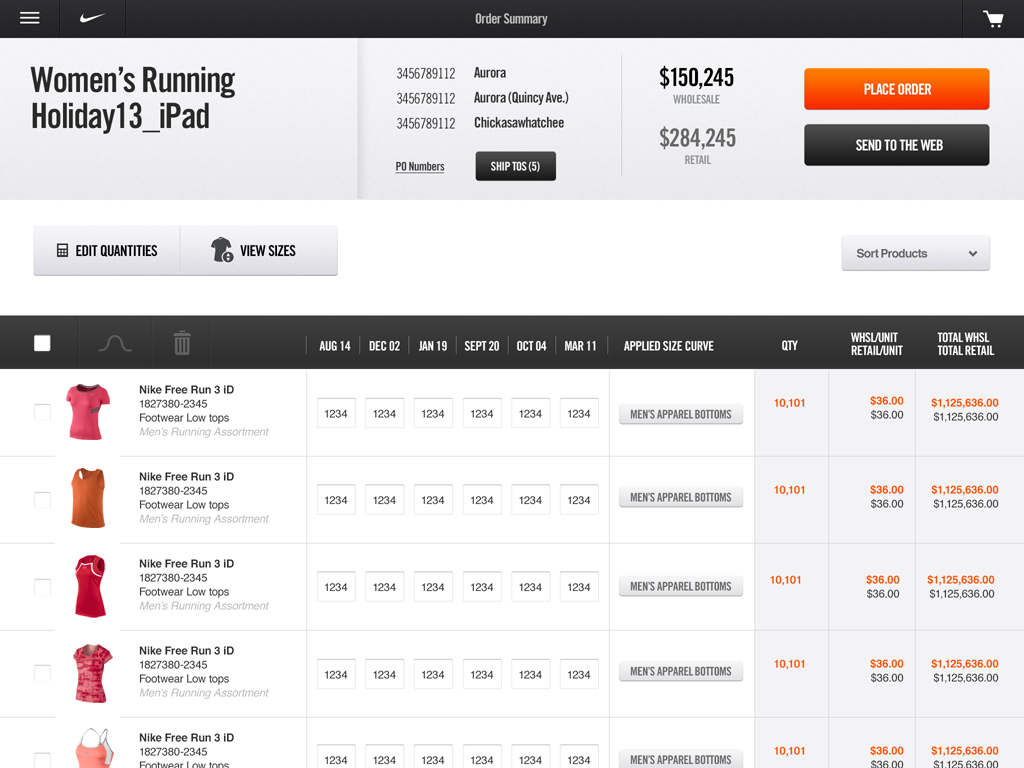 Order Summary
Women's Running
Holiday13_iPad
3456789112 Aurora
3456789112 Aurora (Quincy Ave.)
3456789112 Chickasawhatchee
PO Numbers
SHIP TOS (5)
$150,245
WHOLESALE
$284,245
RETAIL
PLACE ORDER
SEND TO THE WEB
EDIT QUANTITIES
VIEW SIZES
Sort Products
AUG 14 DEC 02 JAN 19 SEPT 20 OCT 04 MAR 11 APPLIED SIZE CURVE QTY
WHSL/UNIT
RETAIL/UNIT
TOTAL WHSL
TOTAL RETAIL
Nike Free Run 3 iD
1827380-2345
Footwear Low tops
Men's Running Assortment
1234 1234 1234 1234 1234 1234
MEN'S APPAREL BOTTOMS
10,101
$36.00
$36.00
$1,125,636.00
$1,125,636.00
Nike Free Run 3 iD
1827380-2345
Footwear Low tops
Men's Running Assortment
1234 1234 1234 1234 1234 1234
MEN'S APPAREL BOTTOMS
10,101
$36.00
$36.00
$1,125,636.00
$1,125,636.00
Nike Free Run 3 iD
1827380-2345
Footwear Low tops
Men's Running Assortment
1234 1234 1234 1234 1234 1234
MEN'S APPAREL BOTTOMS
10,101
$36.00
$36.00
$1,125,636.00
$1,125,636.00
Nike Free Run 3 iD
1827380-2345
Footwear Low tops
Men's Running Assortment
1234 1234 1234 1234 1234 1234
MEN'S APPAREL BOTTOMS
10,101
$36.00
$36.00
$1,125,636.00
$1,125,636.00
Nike Free Run 3 iD
1827380-2345
Footwear Low tops
1234 1234 1234 1234 1234 1234
MEN'S APPAREL BOTTOMS
10,101
$36.00
$36.00
$1,125,636.00
$1,125,636.00